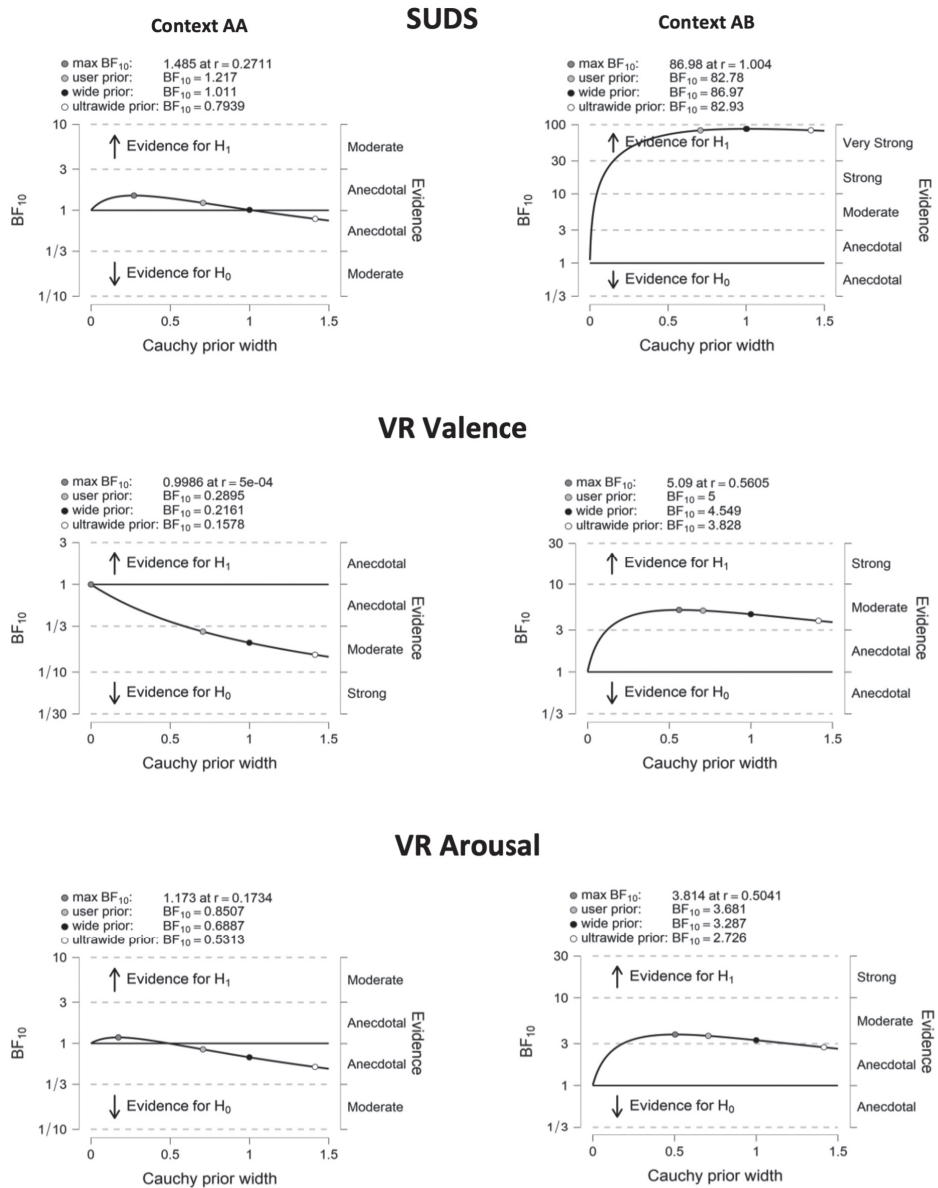 SUDS
Context AA
max BF₁₀: 1.485 at r = 0.2711
user prior: BF₁₀ = 1.217
wide prior: BF₁₀ = 1.011
ultrawide prior: BF₁₀ = 0.7939
10
3
1
1/3
1/10
BF₁₀
Evidence for H₁
Evidence for H₀
Moderate
Anecdotal
Anecdotal
Moderate
Evidence
0 0.5 1 1.5
Cauchy prior width
Context AB
max BF₁₀: 86.98 at r = 1.004
user prior: BF₁₀ = 82.78
wide prior: BF₁₀ = 86.97
ultrawide prior: BF₁₀ = 82.93
100
30
10
3
1
1/3
BF₁₀
Evidence for H₁
Evidence for H₀
Very Strong
Strong
Moderate
Anecdotal
Anecdotal
Evidence
0 0.5 1 1.5
Cauchy prior width
VR Valence
max BF₁₀: 0.9986 at r = 5e-04
user prior: BF₁₀ = 0.2895
wide prior: BF₁₀ = 0.2161
ultrawide prior: BF₁₀ = 0.1578
3
1
1/3
1/10
1/30
BF₁₀
Evidence for H₁
Evidence for H₀
Anecdotal
Anecdotal
Moderate
Strong
Evidence
0 0.5 1 1.5
Cauchy prior width
max BF₁₀: 5.09 at r = 0.5605
user prior: BF₁₀ = 5
wide prior: BF₁₀ = 4.549
ultrawide prior: BF₁₀ = 3.828
30
10
3
1
1/3
BF₁₀
Evidence for H₁
Evidence for H₀
Strong
Moderate
Anecdotal
Anecdotal
Evidence
0 0.5 1 1.5
Cauchy prior width
VR Arousal
max BF₁₀: 1.173 at r = 0.1734
user prior: BF₁₀ = 0.8507
wide prior: BF₁₀ = 0.6887
ultrawide prior: BF₁₀ = 0.5313
10
3
1
1/3
1/10
BF₁₀
Evidence for H₁
Evidence for H₀
Moderate
Anecdotal
Anecdotal
Moderate
Evidence
0 0.5 1 1.5
Cauchy prior width
max BF₁₀: 3.814 at r = 0.5041
user prior: BF₁₀ = 3.681
wide prior: BF₁₀ = 3.287
ultrawide prior: BF₁₀ = 2.726
30
10
3
1
1/3
BF₁₀
Evidence for H₁
Evidence for H₀
Strong
Moderate
Anecdotal
Anecdotal
Evidence
0 0.5 1 1.5
Cauchy prior width